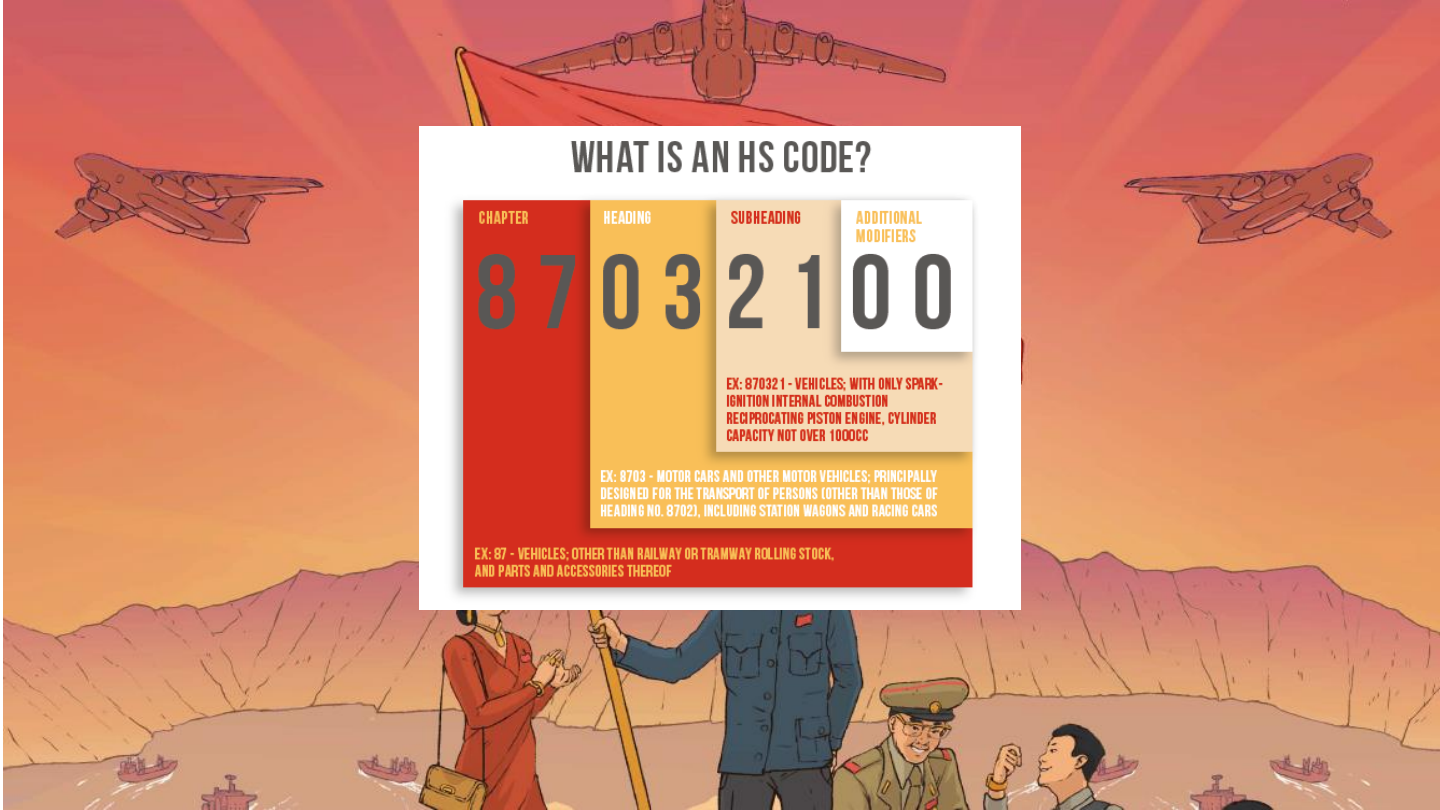 WHAT IS AN HS CODE?
CHAPTER
HEADING
SUBHEADING
ADDITIONAL
MODIFIERS
8 7 0 3 2 1 0 0
EX: 870321 - VEHICLES; WITH ONLY SPARK-
IGNITION INTERNAL COMBUSTION
RECIPROCATING PISTON ENGINE, CYLINDER
CAPACITY NOT OVER 1000CC
EX: 8703 - MOTOR CARS AND OTHER MOTOR VEHICLES; PRINCIPALLY
DESIGNED FOR THE TRANSPORT OF PERSONS (OTHER THAN THOSE OF
HEADING NO. 8702), INCLUDING STATION WAGONS AND RACING CARS
EX: 87 - VEHICLES; OTHER THAN RAILWAY OR TRAMWAY ROLLING STOCK,
AND PARTS AND ACCESSORIES THEREOF